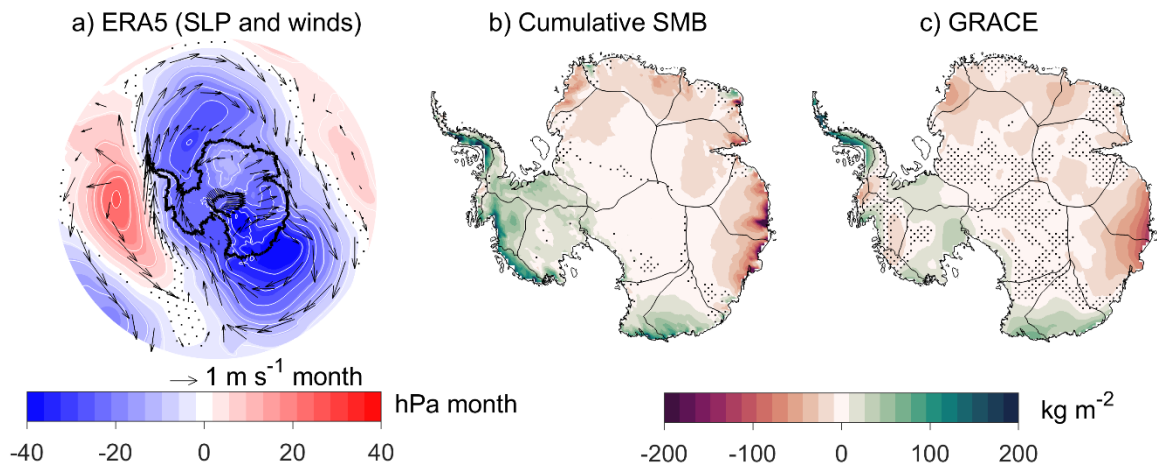 a) ERA5 (SLP and winds)
b) Cumulative SMB
c) GRACE
1 m s⁻¹ month
hPa month
-40 -20 0 20 40
kg m⁻²
-200 -100 0 100 200